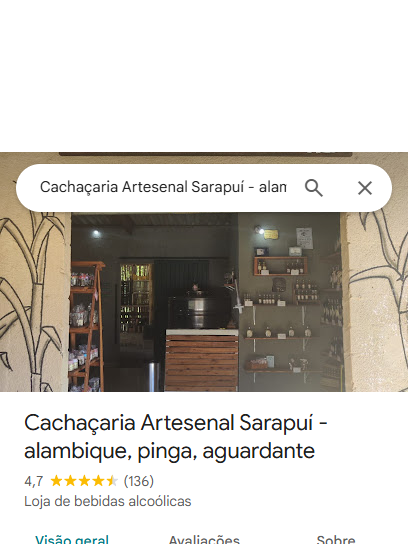 Cachaçaria Artesenal Sarapuí - alam
Cachaçaria Artesenal Sarapuí -
alambique, pinga, aguardante
4,7 (136)
Loja de bebidas alcoólicas
Visão geral Avaliações Sobre